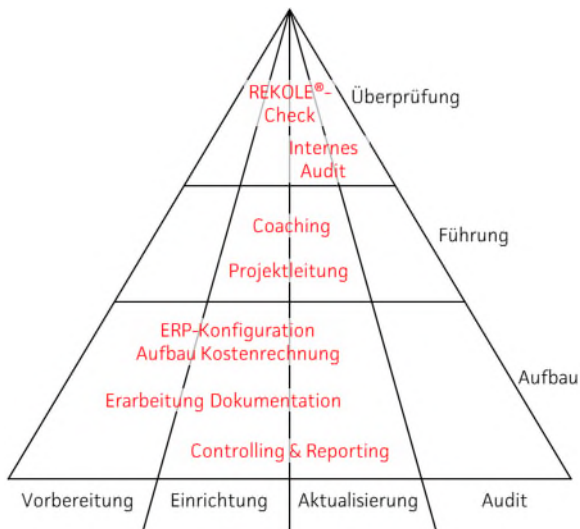 REKOLE®-
Check
Überprüfung
Internes
Audit
Coaching
Führung
Projektleitung
ERP-Konfiguration
Aufbau Kostenrechnung
Aufbau
Erarbeitung Dokumentation
Controlling & Reporting
Vorbereitung Einrichtung Aktualisierung Audit